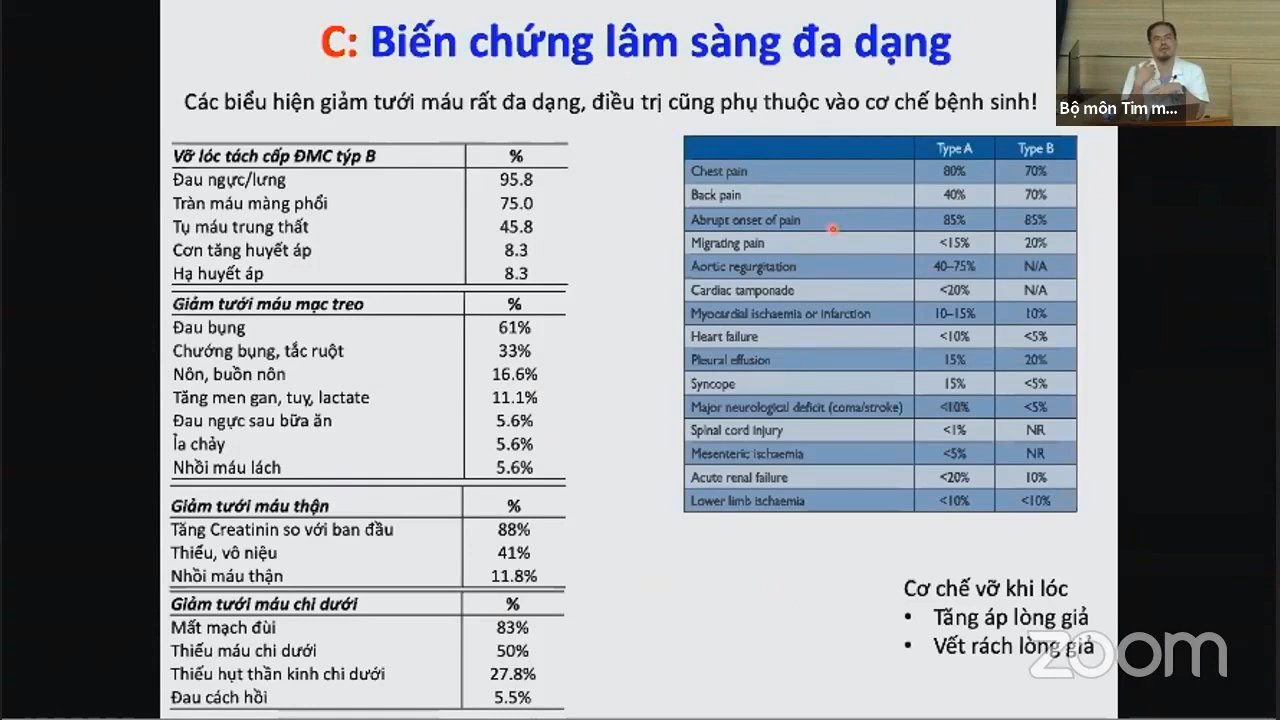 C: Biến chứng lâm sàng đa dạng
Các biểu hiện giảm tưới máu rất đa dạng, điều trị cũng phụ thuộc vào cơ chế bệnh sinh!
Bộ môn Tim m...
Vỡ lóc tách cấp ĐMC týp B %
Đau ngực/lưng 95.8
Tràn máu màng phổi 75.0
Tụ máu trung thất 45.8
Cơn tăng huyết áp 8.3
Hạ huyết áp 8.3
Giảm tưới máu mạc treo %
Đau bụng 61%
Chướng bụng, tắc ruột 33%
Nôn, buồn nôn 16.6%
Tăng men gan, tuỵ, lactate 11.1%
Đau ngực sau bữa ăn 5.6%
Ỉa chảy 5.6%
Nhồi máu lách 5.6%
Giảm tưới máu thận %
Tăng Creatinin so với ban đầu 88%
Thiểu, vô niệu 41%
Nhồi máu thận 11.8%
Giảm tưới máu chi dưới %
Mất mạch đùi 83%
Thiếu máu chi dưới 50%
Thiếu hụt thần kinh chi dưới 27.8%
Đau cách hồi 5.5%
Type A Type B
Chest pain 80% 70%
Back pain 40% 70%
Abrupt onset of pain 85% 85%
Migrating pain <15% 20%
Aortic regurgitation 40–75% N/A
Cardiac tamponade <20% N/A
Myocardial ischaemia or infarction 10–15% 10%
Heart failure <10% <5%
Pleural effusion 15% 20%
Syncope 15% <5%
Major neurological deficit (coma/stroke) <10% <5%
Spinal cord injury <1% NR
Mesenteric ischaemia <5% NR
Acute renal failure <20% 10%
Lower limb ischaemia <10% <10%
Cơ chế vỡ khi lóc
• Tăng áp lòng giả
• Vết rách lòng giả
zoom